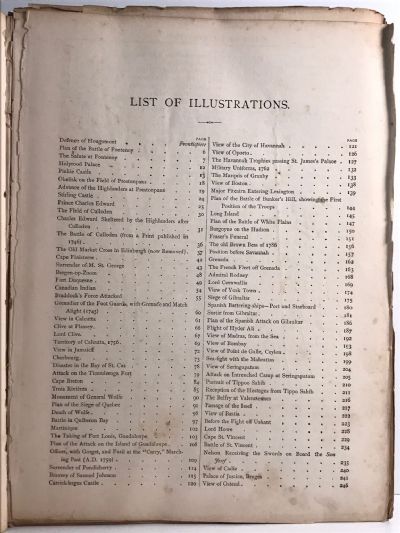 LIST OF ILLUSTRATIONS.
PAGE
Defence of Hougoumont Frontispiece
Plan of the Battle of Fontenoy 6
The Salute at Fontenoy 7
Holyrood Palace 12
Pinkie Castle 13
Obelisk on the Field of Prestonpans 18
Advance of the Highlanders at Prestonpans 19
Stirling Castle 24
Prince Charles Edward 25
The Field of Culloden 30
Charles Edward Sheltered by the Highlanders after
Culloden 31
The Battle of Culloden (from a Print published in
1746) 36
The Old Market Cross in Edinburgh (now Removed) 37
Cape Finisterre
Surrender of M. St. George 43
Bergen-op-Zoom
Fort Duquesne 49
Canadian Indian 54
Braddock's Force Attacked 55
Grenadier of the Foot Guards, with Grenade and Match
Alight (1745) 60
View in Calcutta 61
Clive at Plassey 66
Lord Clive 67
Territory of Calcutta, 1756
View in Jamaica
Cherbourg 73
Disaster in the Bay of St. Cas 78
Attack on the Ticonderoga Fort 79
Cape Breton 84
Trois Rivières 85
Monument of General Wolfe 90
Plan of the Siege of Quebec 91
Death of Wolfe 93
Battle in Quiberon Bay 97
Martinique 102
The Taking of Fort Louis, Guadaloupe 103
Plan of the Attack on the Island of Guadaloupe 108
Officer, with Gorget, and Fusil at the "Carry," March-
ing Past (A.D. 1759) 109
Surrender of Pondicherry 114
Bravery of Samuel Johnson 115
Carrickfergus Castle 120
PAGE
View of the City of Havannah 121
View of Oporto 126
The Havannah Trophies passing St. James's Palace 127
Military Uniforms, 1762 132
The Marquis of Granby 133
View of Boston 138
Major Pitcairn Entering Lexington 139
Plan of the Battle of Bunker's Hill, showing the First
Position of the Troops 144
Long Island 145
Plan of the Battle of White Plains 147
Burgoyne on the Hudson 150
Fraser's Funeral 151
The old Brown Bess of 1786 156
Position before Savannah 157
Grenada 162
The French Fleet off Grenada 163
Admiral Rodney 168
Lord Cornwallis 169
View of York Town 174
Siege of Gibraltar 175
Spanish Battering-ships—Port and Starboard 180
Sortie from Gibraltar 181
Plan of the Spanish Attack on Gibraltar 186
Flight of Hyder Ali 187
View of Madras, from the Sea 192
View of Bombay 193
View of Point de Galle, Ceylon 198
Sea-fight with the Mahrattas 199
View of Seringapatam 204
Attack on Intrenched Camp at Seringapatam 205
Portrait of Tippoo Sahib 210
Reception of the Hostages from Tippoo Sahib 211
The Belfry at Valenciennes 216
Passage of the Beed
View of Bastia
Before the Fight off Ushant 223
Lord Howe
Cape St. Vincent 229
Battle of St. Vincent 234
Nelson Receiving the Swords on Board the San
235
View of Cadiz 240
Palace of Justice, Bruges 241
View of Ostend 246